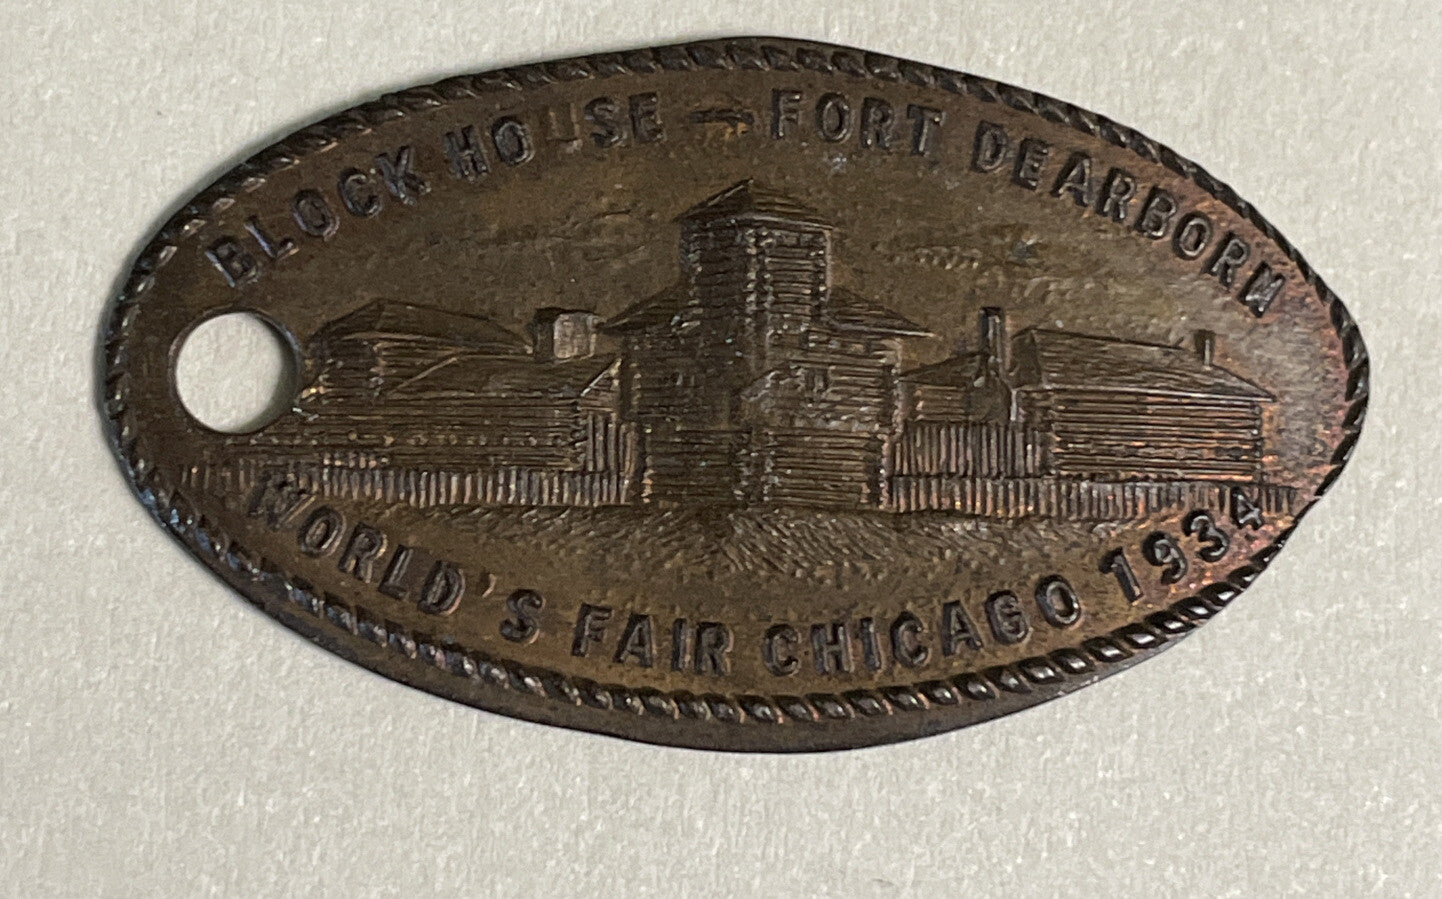 BLOCK HOUSE — FORT DEARBORN
WORLD'S FAIR CHICAGO 1934